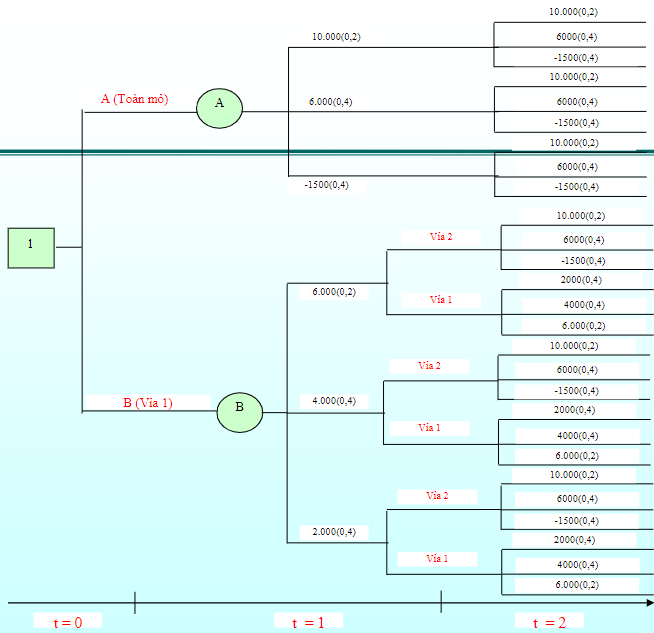 10.000(0,2)
10.000(0,2)
6000(0,4)
-1500(0,4)
A (Toàn mỏ)
A
6.000(0,4)
10.000(0,2)
6000(0,4)
-1500(0,4)
10.000(0,2)
6000(0,4)
-1500(0,4)
-1500(0,4)
1
Vỉa 2
10.000(0,2)
6000(0,4)
-1500(0,4)
6.000(0,2)
Vỉa 1
2000(0,4)
4000(0,4)
6.000(0,2)
B (Vỉa 1)
B
4.000(0,4)
Vỉa 2
10.000(0,2)
6000(0,4)
-1500(0,4)
Vỉa 1
2000(0,4)
4000(0,4)
6.000(0,2)
Vỉa 2
10.000(0,2)
6000(0,4)
-1500(0,4)
2.000(0,4)
Vỉa 1
2000(0,4)
4000(0,4)
6.000(0,2)
t = 0
t = 1
t = 2